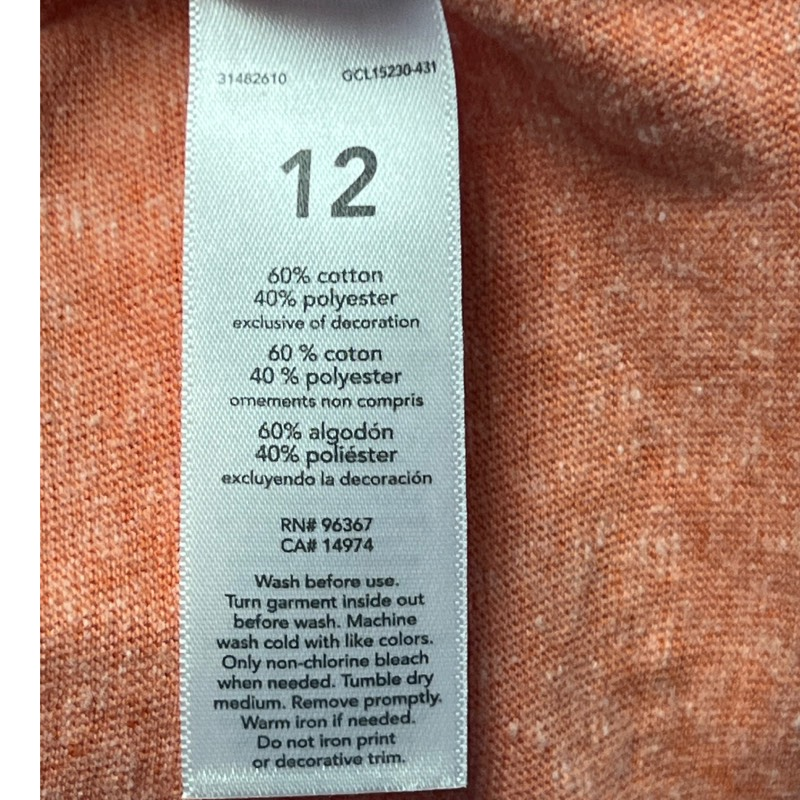 31482610 GCL15230-431
12
60% cotton
40% polyester
exclusive of decoration
60 % coton
40 % polyester
ornements non compris
60% algodón
40% poliéster
excluyendo la decoración
RN# 96367
CA# 14974
Wash before use.
Turn garment inside out
before wash. Machine
wash cold with like colors.
Only non-chlorine bleach
when needed. Tumble dry
medium. Remove promptly.
Warm iron if needed.
Do not iron print
or decorative trim.